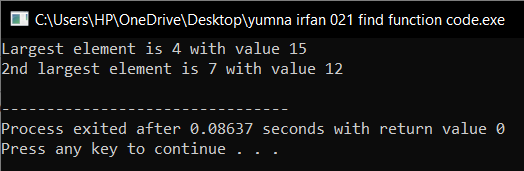 C:\Users\HP\OneDrive\Desktop\yumna irfan 021 find function code.exe
Largest element is 4 with value 15
2nd largest element is 7 with value 12
--------------------------------
Process exited after 0.08637 seconds with return value 0
Press any key to continue . . .